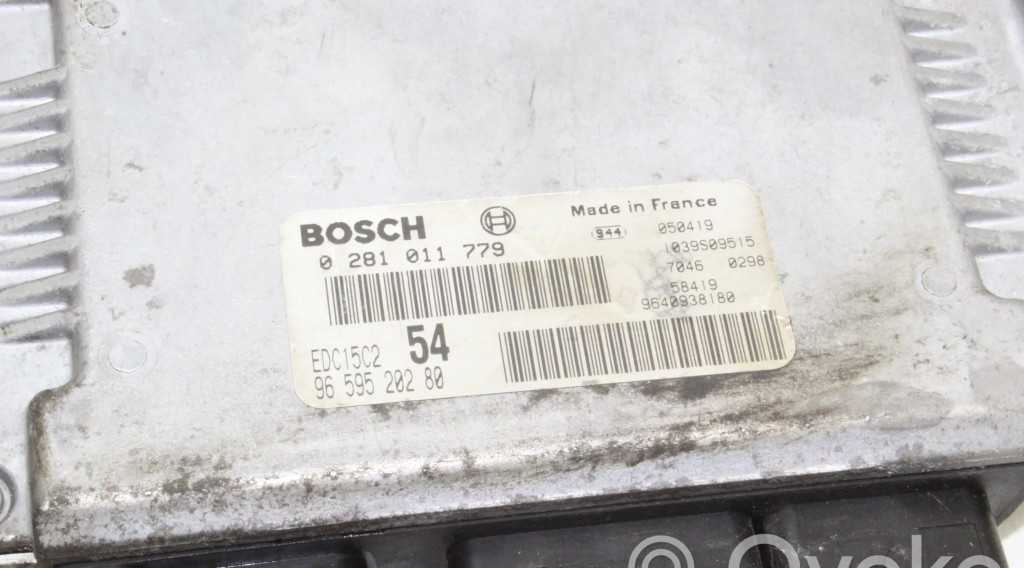 BOSCH
0 281 011 779
EDC15C2 54
96 595 202 80
Made in France
944 050419
1039S09515
7046 0298
58419
9640938180